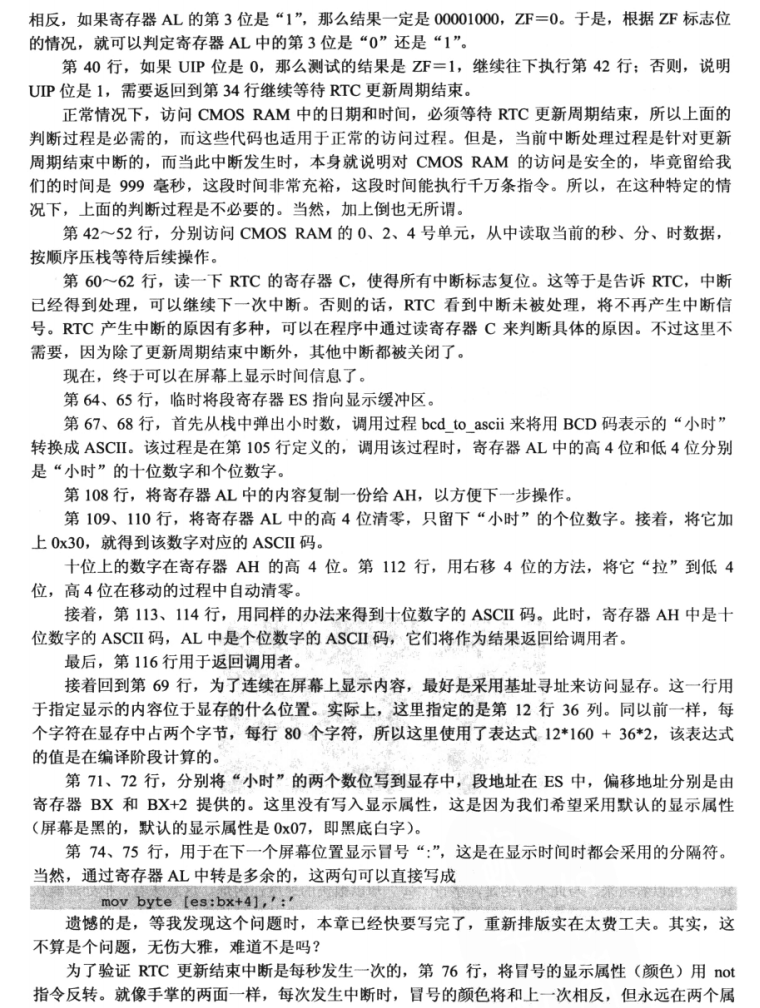 相反，如果寄存器 AL 的第 3 位是“1”，那么结果一定是 00001000，ZF＝0。于是，根据 ZF 标志位
的情况，就可以判定寄存器 AL 中的第 3 位是“0”还是“1”。
第 40 行，如果 UIP 位是 0，那么测试的结果是 ZF＝1，继续往下执行第 42 行；否则，说明
UIP 位是 1，需要返回到第 34 行继续等待 RTC 更新周期结束。
正常情况下，访问 CMOS RAM 中的日期和时间，必须等待 RTC 更新周期结束，所以上面的
判断过程是必需的，而这些代码也适用于正常的访问过程。但是，当前中断处理过程是针对更新
周期结束中断的，而当此中断发生时，本身就说明对 CMOS RAM 的访问是安全的，毕竟留给我
们的时间是 999 毫秒，这段时间非常充裕，这段时间能执行千万条指令。所以，在这种特定的情
况下，上面的判断过程是不必要的。当然，加上倒也无所谓。
第 42～52 行，分别访问 CMOS RAM 的 0、2、4 号单元，从中读取当前的秒、分、时数据，
按顺序压栈等待后续操作。
第 60～62 行，读一下 RTC 的寄存器 C，使得所有中断标志复位。这等于是告诉 RTC，中断
已经得到处理，可以继续下一次中断。否则的话，RTC 看到中断未被处理，将不再产生中断信
号。RTC 产生中断的原因有多种，可以在程序中通过读寄存器 C 来判断具体的原因。不过这里不
需要，因为除了更新周期结束中断外，其他中断都被关闭了。
现在，终于可以在屏幕上显示时间信息了。
第 64、65 行，临时将段寄存器 ES 指向显示缓冲区。
第 67、68 行，首先从栈中弹出小时数，调用过程 bcd_to_ascii 来将用 BCD 码表示的“小时”
转换成 ASCII。该过程是在第 105 行定义的，调用该过程时，寄存器 AL 中的高 4 位和低 4 位分别
是“小时”的十位数字和个位数字。
第 108 行，将寄存器 AL 中的内容复制一份给 AH，以方便下一步操作。
第 109、110 行，将寄存器 AL 中的高 4 位清零，只留下“小时”的个位数字。接着，将它加
上 0x30，就得到该数字对应的 ASCII 码。
十位上的数字在寄存器 AH 的高 4 位。第 112 行，用右移 4 位的方法，将它“拉”到低 4
位，高 4 位在移动的过程中自动清零。
接着，第 113、114 行，用同样的办法来得到十位数字的 ASCII 码。此时，寄存器 AH 中是十
位数字的 ASCII 码，AL 中是个位数字的 ASCII 码，它们将作为结果返回给调用者。
最后，第 116 行用于返回调用者。
接着回到第 69 行，为了连续在屏幕上显示内容，最好是采用基址寻址来访问显存。这一行用
于指定显示的内容位于显存的什么位置。实际上，这里指定的是第 12 行 36 列。同以前一样，每
个字符在显存中占两个字节，每行 80 个字符，所以这里使用了表达式 12*160 + 36*2，该表达式
的值是在编译阶段计算的。
第 71、72 行，分别将“小时”的两个数位写到显存中，段地址在 ES 中，偏移地址分别是由
寄存器 BX 和 BX+2 提供的。这里没有写入显示属性，这是因为我们希望采用默认的显示属性
（屏幕是黑的，默认的显示属性是 0x07，即黑底白字）。
第 74、75 行，用于在下一个屏幕位置显示冒号“:”，这是在显示时间时都会采用的分隔符。
当然，通过寄存器 AL 中转是多余的，这两句可以直接写成
mov byte [es:bx+4],':'
遗憾的是，等我发现这个问题时，本章已经快要写完了，重新排版实在太费工夫。其实，这
不算是个问题，无伤大雅，难道不是吗？
为了验证 RTC 更新结束中断是每秒发生一次的，第 76 行，将冒号的显示属性（颜色）用 not
指令反转。就像手掌的两面一样，每次发生中断时，冒号的颜色将和上一次相反，但永远在两个属